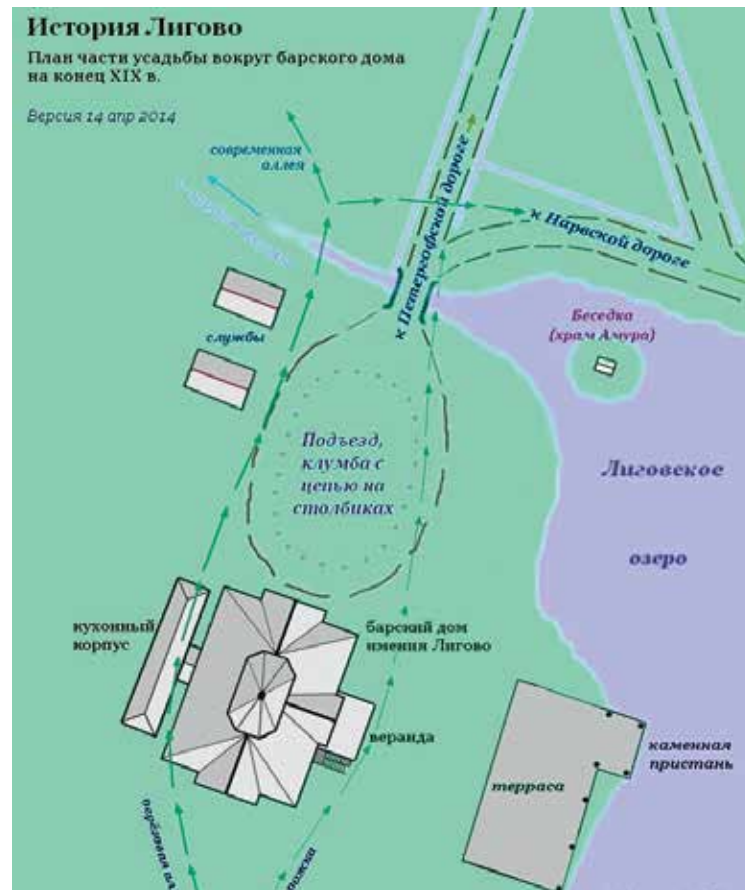 История Лигово
План части усадьбы вокруг барского дома
на конец XIX в.
Версия 14 апр 2014
современная
аллея
к Петергофской дороге
к Нарвской дороге
службы
Беседка
(храм Амура)
Подъезд,
клумба с
цепью на
столбиках
Лиговское
озеро
кухонный
корпус
барский дом
имения Лигово
веранда
каменная
пристань
терраса